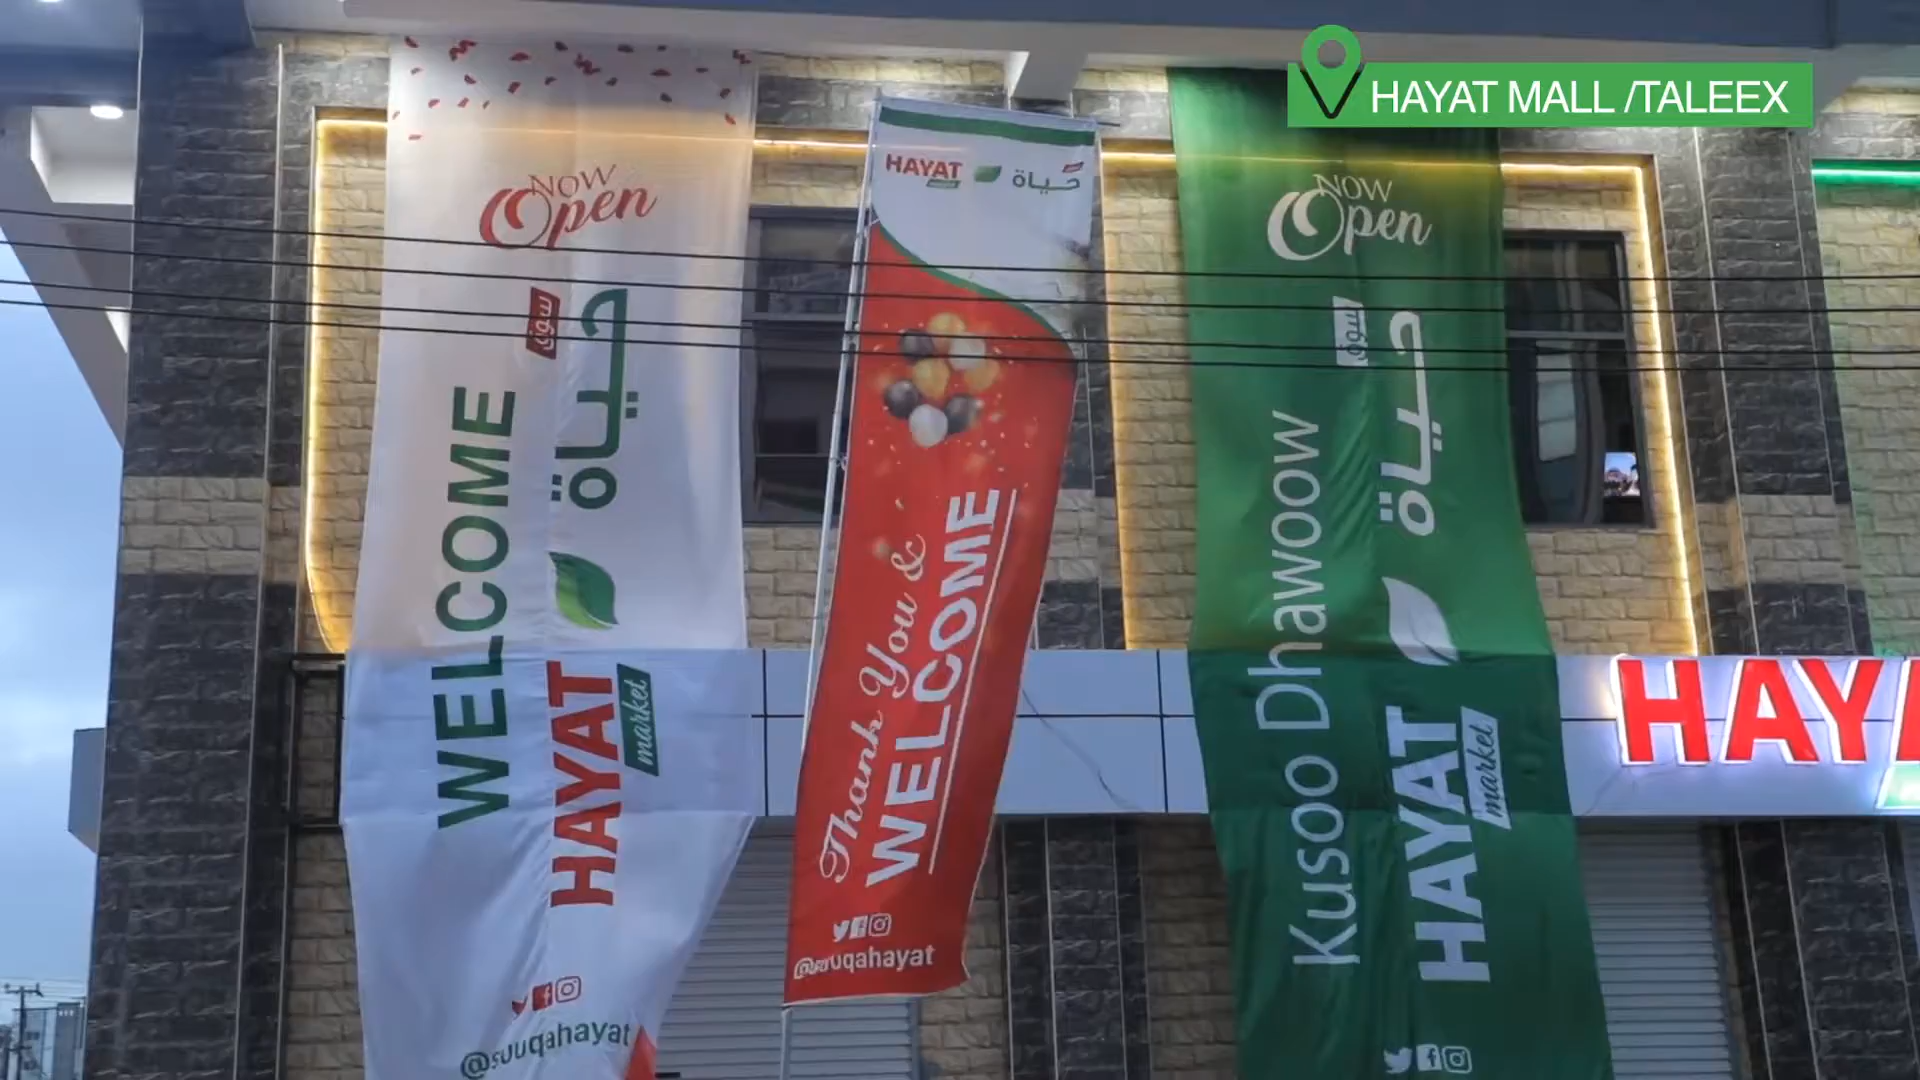 HAYAT MALL /TALEEX
NOW
Open
WELCOME
سوق
حياة
HAYAT
market
@suuqahayat
HAYAT
حياة
Thank You &
WELCOME
@suuqahayat
NOW
Open
Kusoo Dhawoow
سوق
حياة
HAYAT
market
HAYA